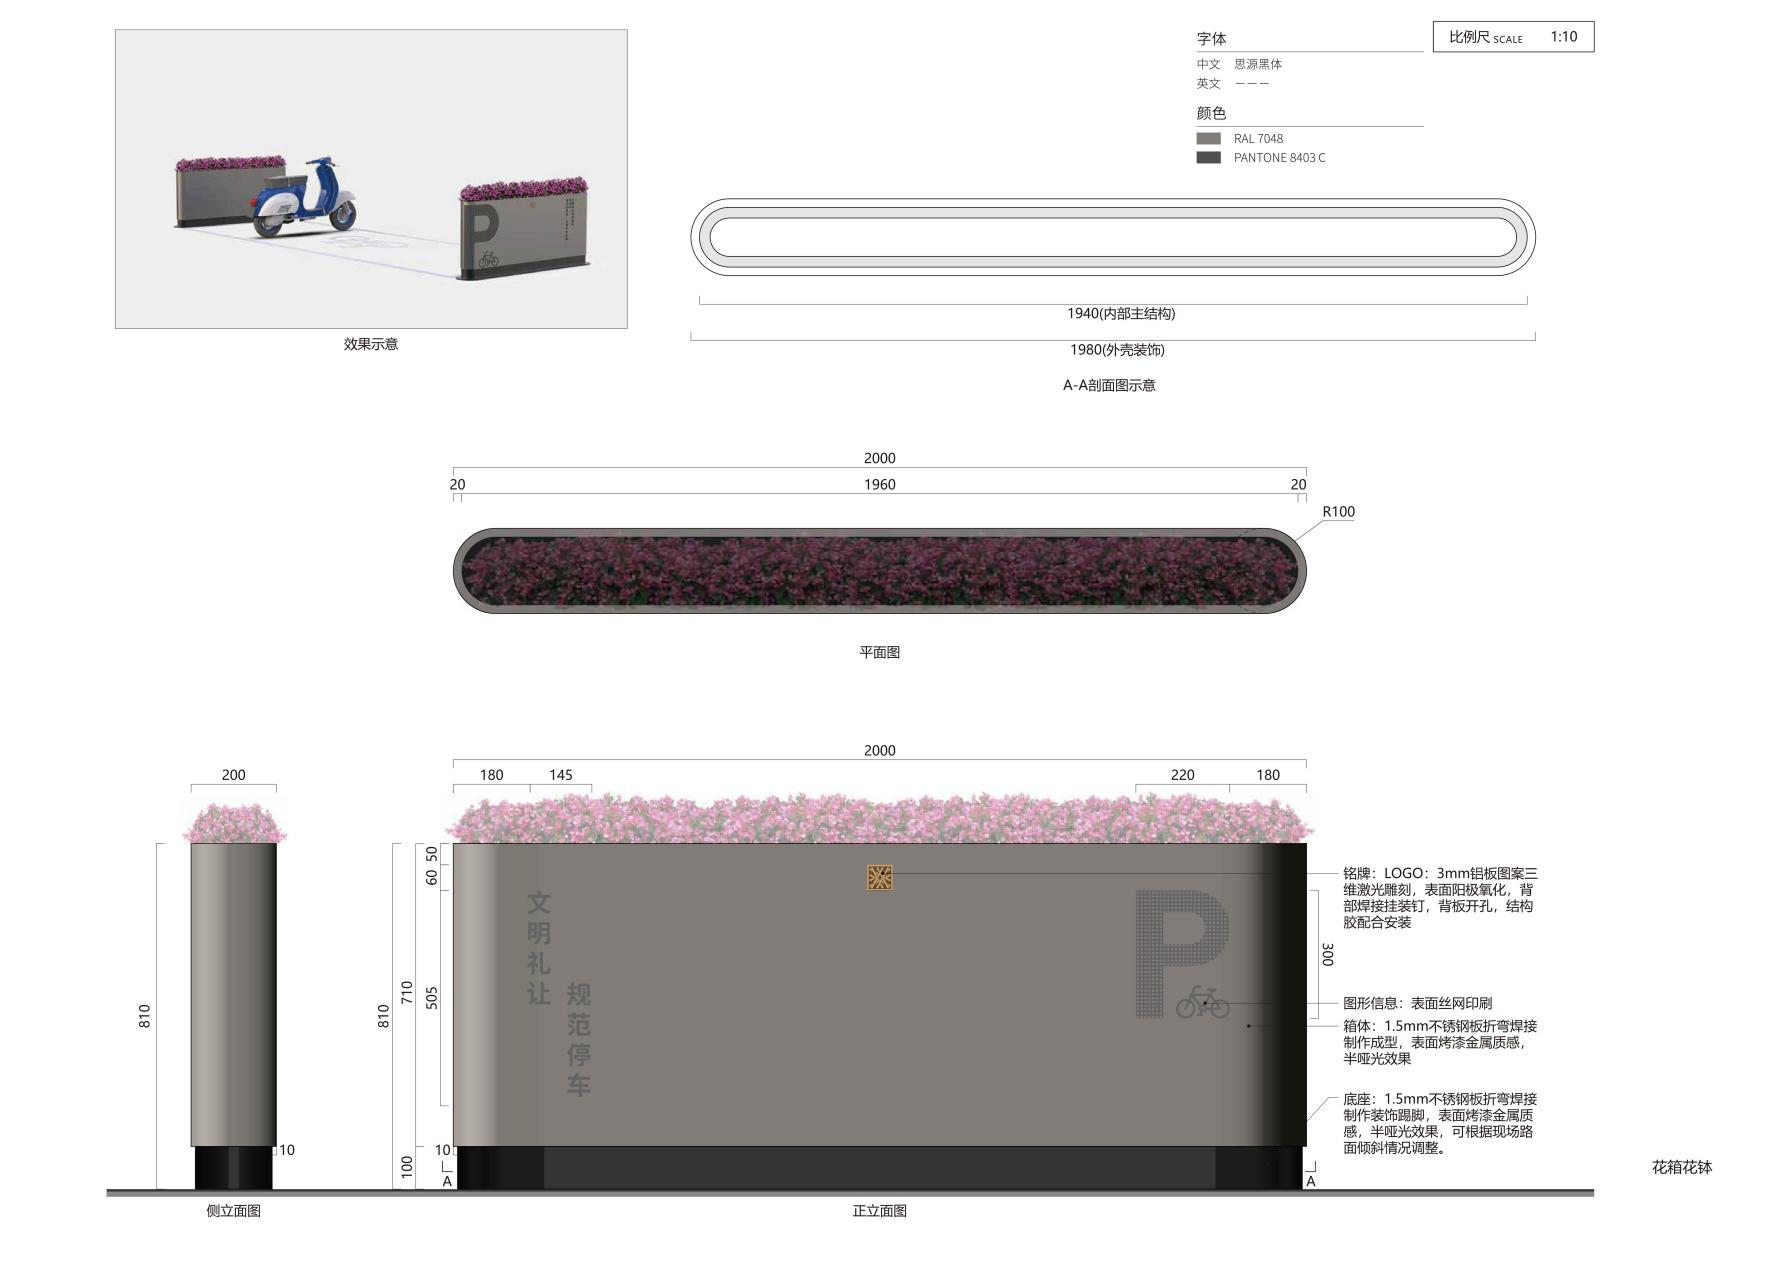 字体
中文 思源黑体
英文 ———
颜色
RAL 7048
PANTONE 8403 C
比例尺 SCALE 1:10
效果示意
P
1940(内部主结构)
1980(外壳装饰)
A-A剖面图示意
2000
20 1960 20
R100
平面图
200
810
10
侧立面图
2000
180 145 220 180
810
710
100
50
60
505
10
A
A
300
文明礼让
规范停车
P
铭牌：LOGO：3mm铝板图案三
维激光雕刻，表面阳极氧化，背
部焊接挂装钉，背板开孔，结构
胶配合安装
图形信息：表面丝网印刷
箱体：1.5mm不锈钢板折弯焊接
制作成型，表面烤漆金属质感，
半哑光效果
底座：1.5mm不锈钢板折弯焊接
制作装饰踢脚，表面烤漆金属质
感，半哑光效果，可根据现场路
面倾斜情况调整。
正立面图
花箱花钵